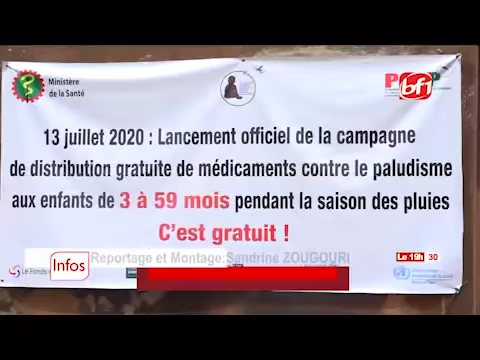 Ministère
de la Santé
bf1
13 juillet 2020 : Lancement officiel de la campagne
de distribution gratuite de médicaments contre le paludisme
aux enfants de 3 à 59 mois pendant la saison des pluies
C'est gratuit !
Reportage et Montage:Sandrine ZOUGOURI
Infos
Le 19h 30
Le Fonds